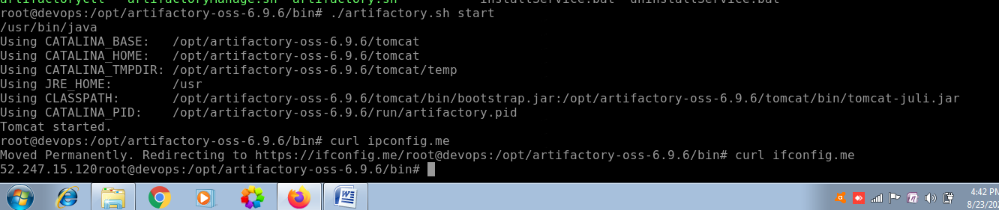 artifactoryctl artifactoryManage.sh artifactory.sh installService.bat uninstallService.bat
root@devops:/opt/artifactory-oss-6.9.6/bin# ./artifactory.sh start
/usr/bin/java
Using CATALINA_BASE:   /opt/artifactory-oss-6.9.6/tomcat
Using CATALINA_HOME:   /opt/artifactory-oss-6.9.6/tomcat
Using CATALINA_TMPDIR: /opt/artifactory-oss-6.9.6/tomcat/temp
Using JRE_HOME:        /usr
Using CLASSPATH:       /opt/artifactory-oss-6.9.6/tomcat/bin/bootstrap.jar:/opt/artifactory-oss-6.9.6/tomcat/bin/tomcat-juli.jar
Using CATALINA_PID:    /opt/artifactory-oss-6.9.6/run/artifactory.pid
Tomcat started.
root@devops:/opt/artifactory-oss-6.9.6/bin# curl ipconfig.me
Moved Permanently. Redirecting to https://ifconfig.me/root@devops:/opt/artifactory-oss-6.9.6/bin# curl ifconfig.me
52.247.15.120root@devops:/opt/artifactory-oss-6.9.6/bin#
4:42 PM
8/23/202